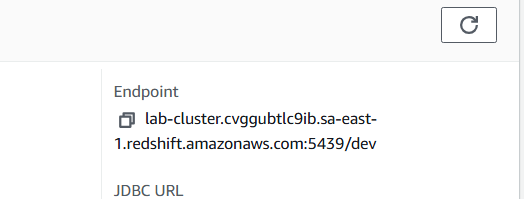 Endpoint
lab-cluster.cvggubtlc9ib.sa-east-
1.redshift.amazonaws.com:5439/dev
JDBC URL